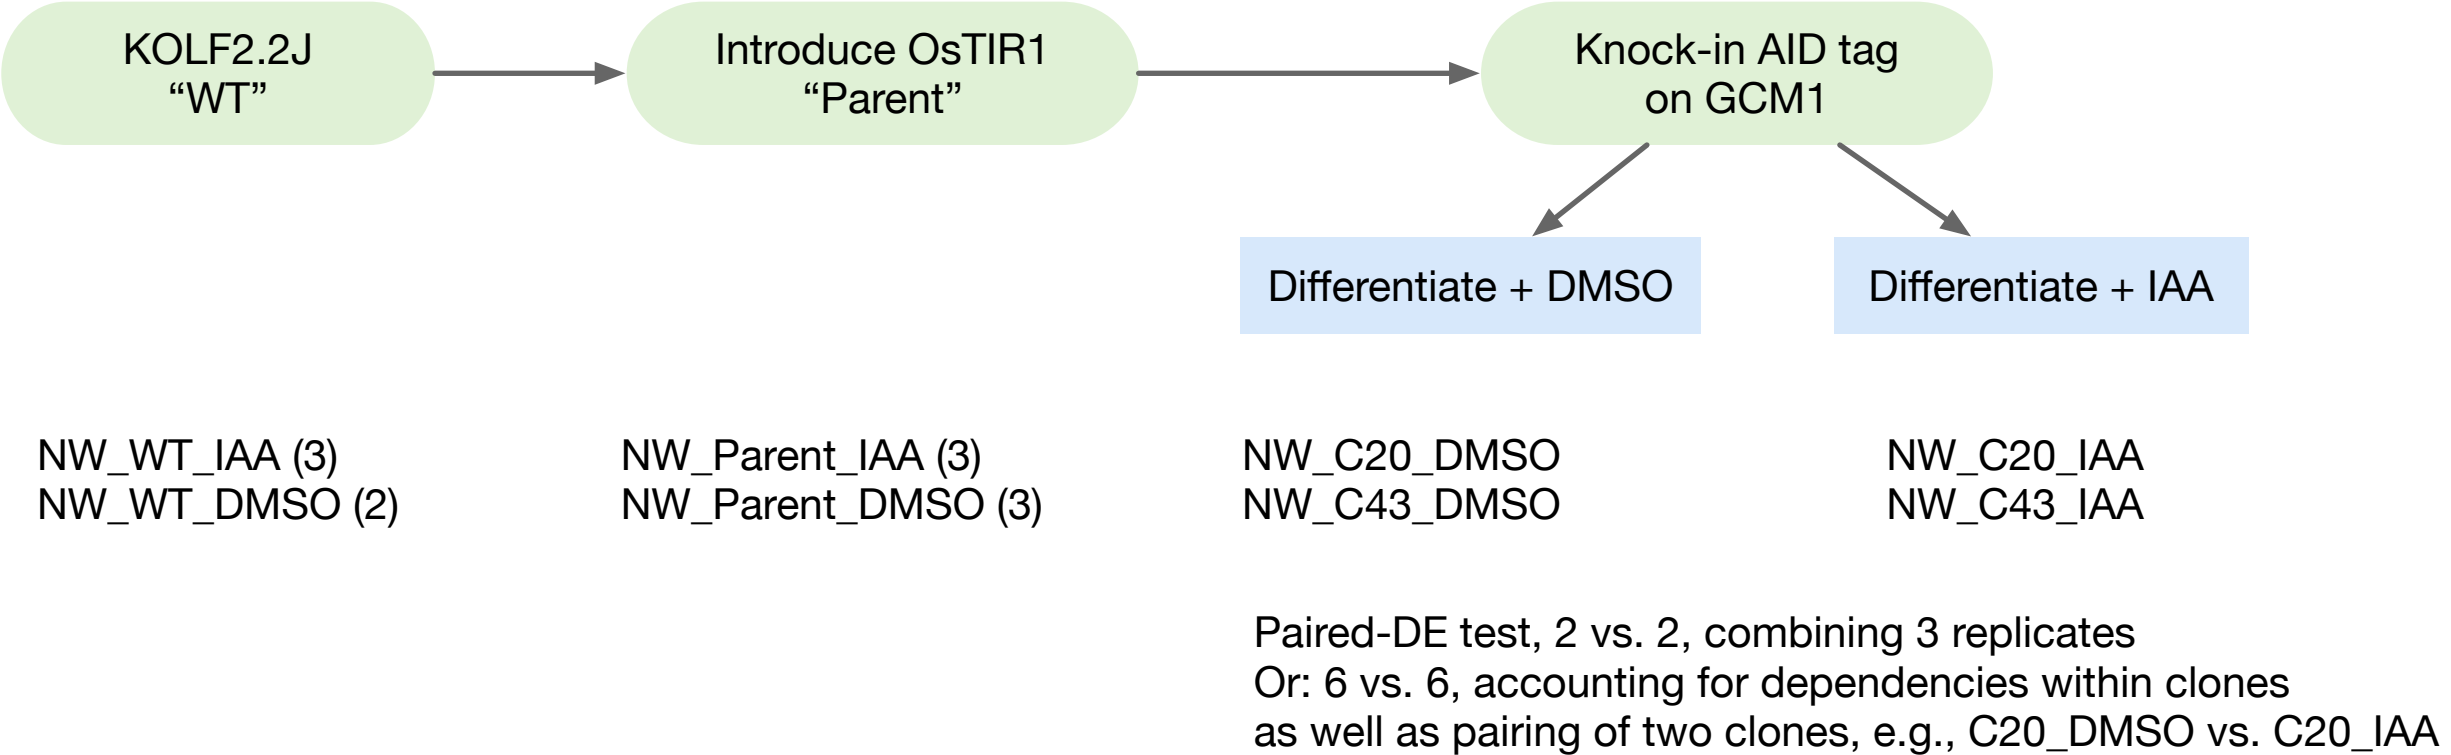 KOLF2.2J
“WT”
Introduce OsTIR1
“Parent”
Knock-in AID tag
on GCM1
Differentiate + DMSO
Differentiate + IAA
NW_WT_IAA (3)
NW_WT_DMSO (2)
NW_Parent_IAA (3)
NW_Parent_DMSO (3)
NW_C20_DMSO
NW_C43_DMSO
NW_C20_IAA
NW_C43_IAA
Paired-DE test, 2 vs. 2, combining 3 replicates
Or: 6 vs. 6, accounting for dependencies within clones
as well as pairing of two clones, e.g., C20_DMSO vs. C20_IAA